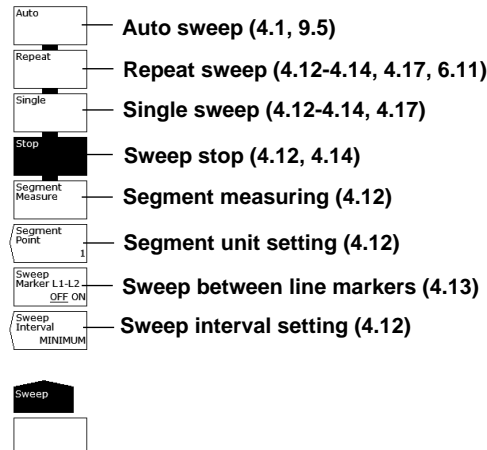 Auto
Auto sweep (4.1, 9.5)
Repeat
Repeat sweep (4.12-4.14, 4.17, 6.11)
Single
Single sweep (4.12-4.14, 4.17)
Stop
Sweep stop (4.12, 4.14)
Segment
Measure
Segment measuring (4.12)
Segment
Point
1
Segment unit setting (4.12)
Sweep
Marker L1-L2
OFF ON
Sweep between line markers (4.13)
Sweep
Interval
MINIMUM
Sweep interval setting (4.12)
Sweep